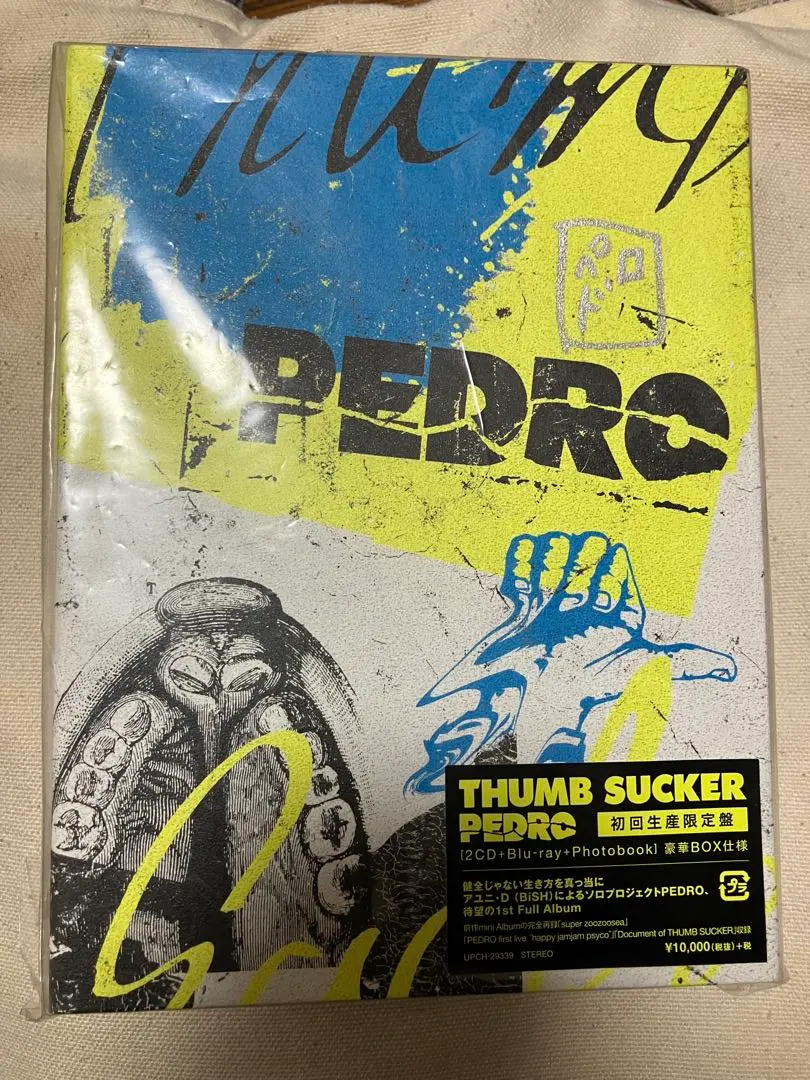 Thumb
ペドロ
PEDRO
T
THUMB SUCKER
PEDRO 初回生産限定盤
[2CD+Blu-ray+Photobook] 豪華BOX仕様
健全じゃない生き方を真っ当に
アユニ・D (BiSH)によるソロプロジェクトPEDRO、
待望の1st Full Album
プラ
前作mini Albumの完全再録「super zoozoosea」
「PEDRO first live "happy jamjam psyco"」「Document of THUMB SUCKER」収録
¥10,000(税抜)+税
UPCH-29339 STEREO